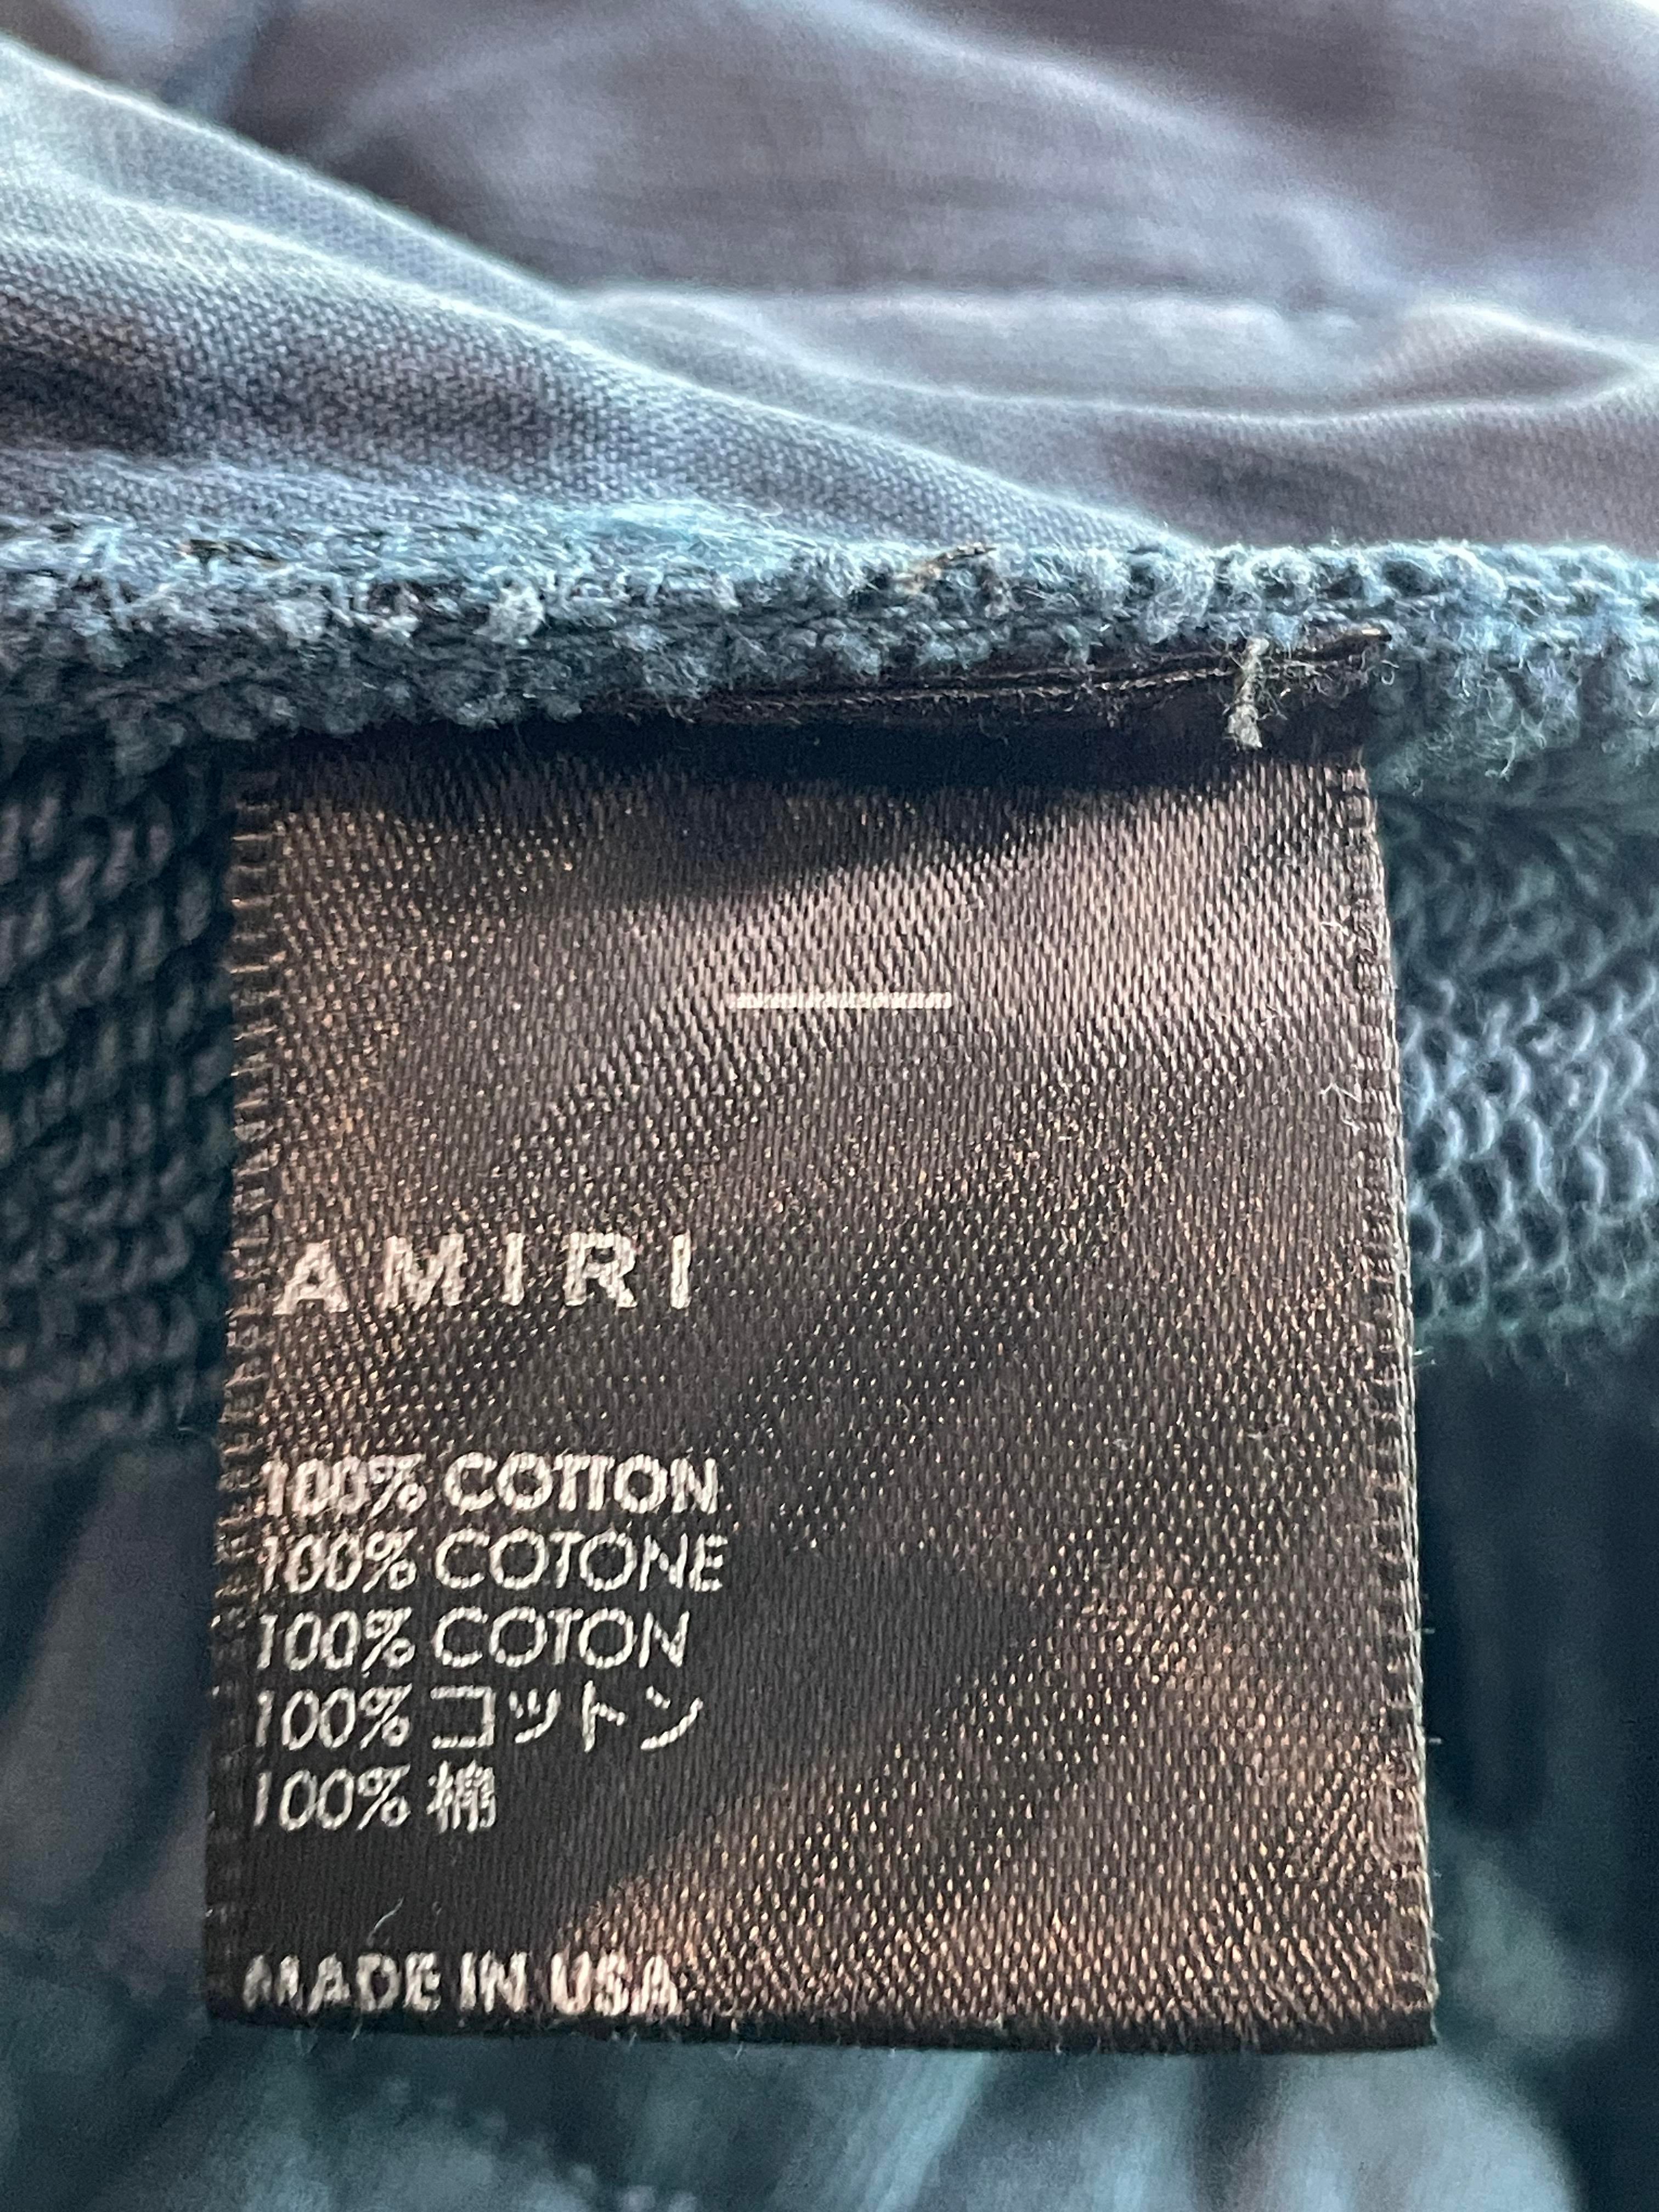 AMIRI
100% COTTON
100% COTONE
100% COTON
100% コットン
100% 棉
MADE IN USA